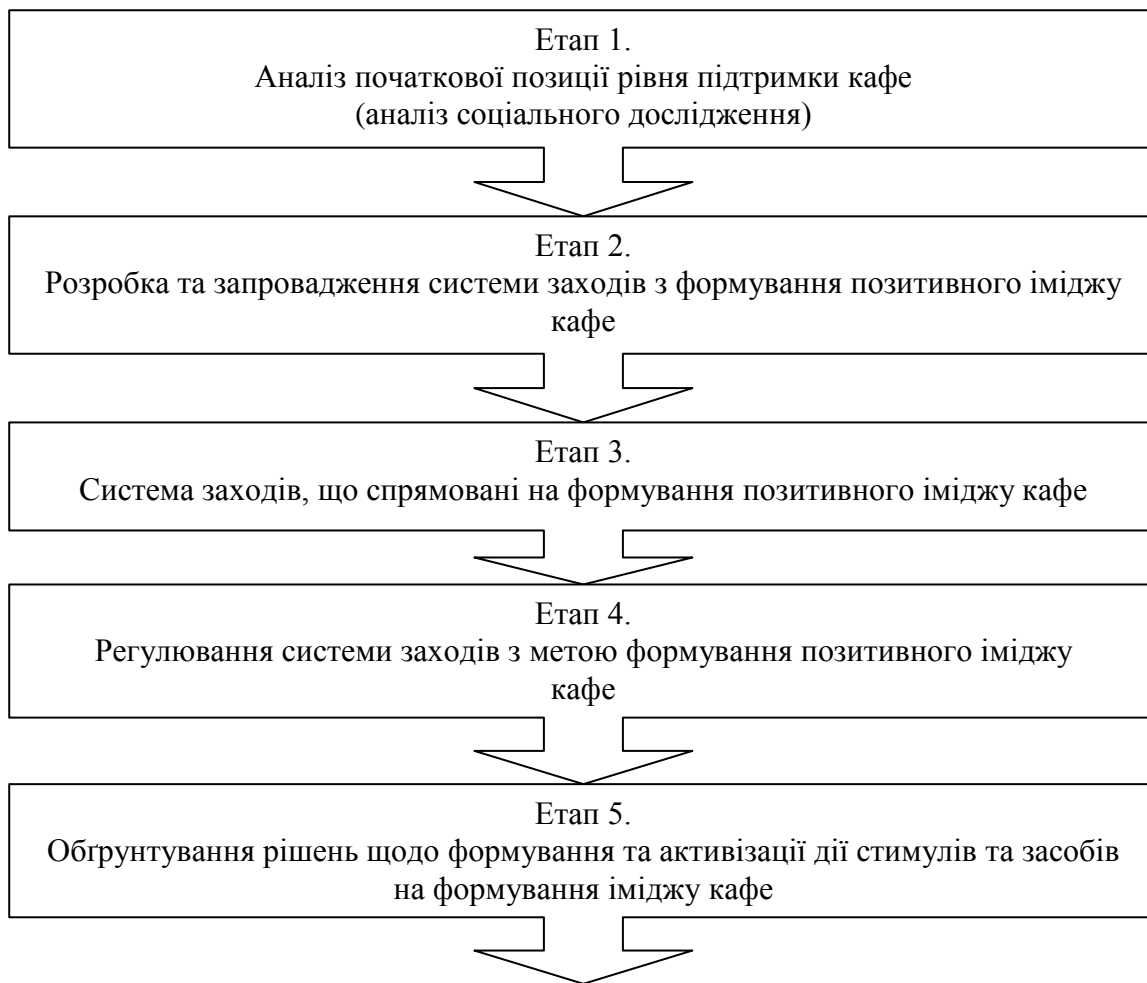 Етап 1.
Аналіз початкової позиції рівня підтримки кафе
(аналіз соціального дослідження)
Етап 2.
Розробка та запровадження системи заходів з формування позитивного іміджу
кафе
Етап 3.
Система заходів, що спрямовані на формування позитивного іміджу кафе
Етап 4.
Регулювання системи заходів з метою формування позитивного іміджу
кафе
Етап 5.
Обґрунтування рішень щодо формування та активізації дії стимулів та засобів
на формування іміджу кафе